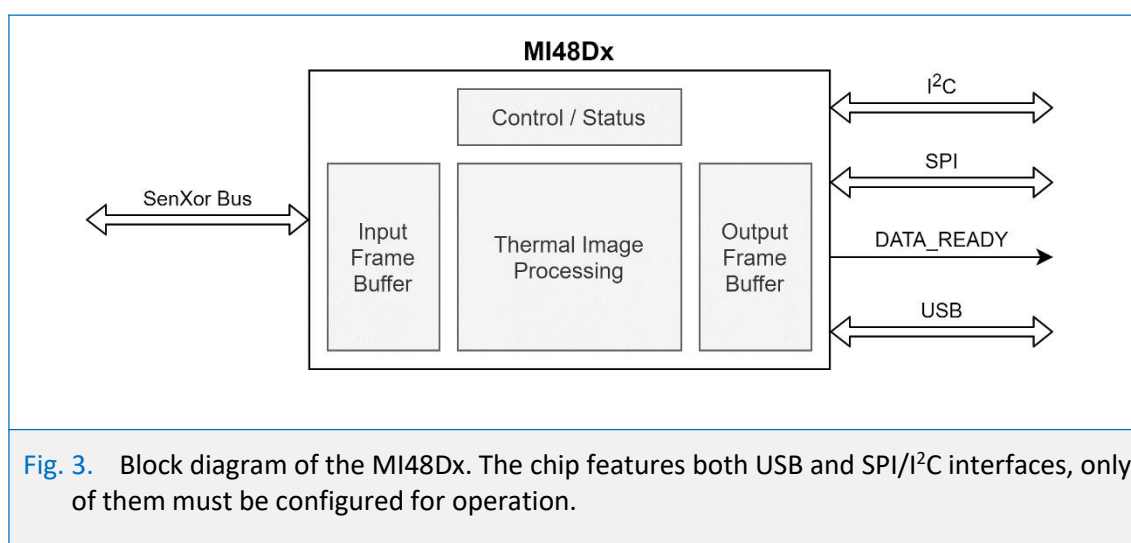 MI48Dx
Control / Status
I²C
SPI
SenXor Bus
Input
Frame
Buffer
Thermal Image
Processing
Output
Frame
Buffer
DATA_READY
USB
Fig. 3. Block diagram of the MI48Dx. The chip features both USB and SPI/I²C interfaces, only
of them must be configured for operation.